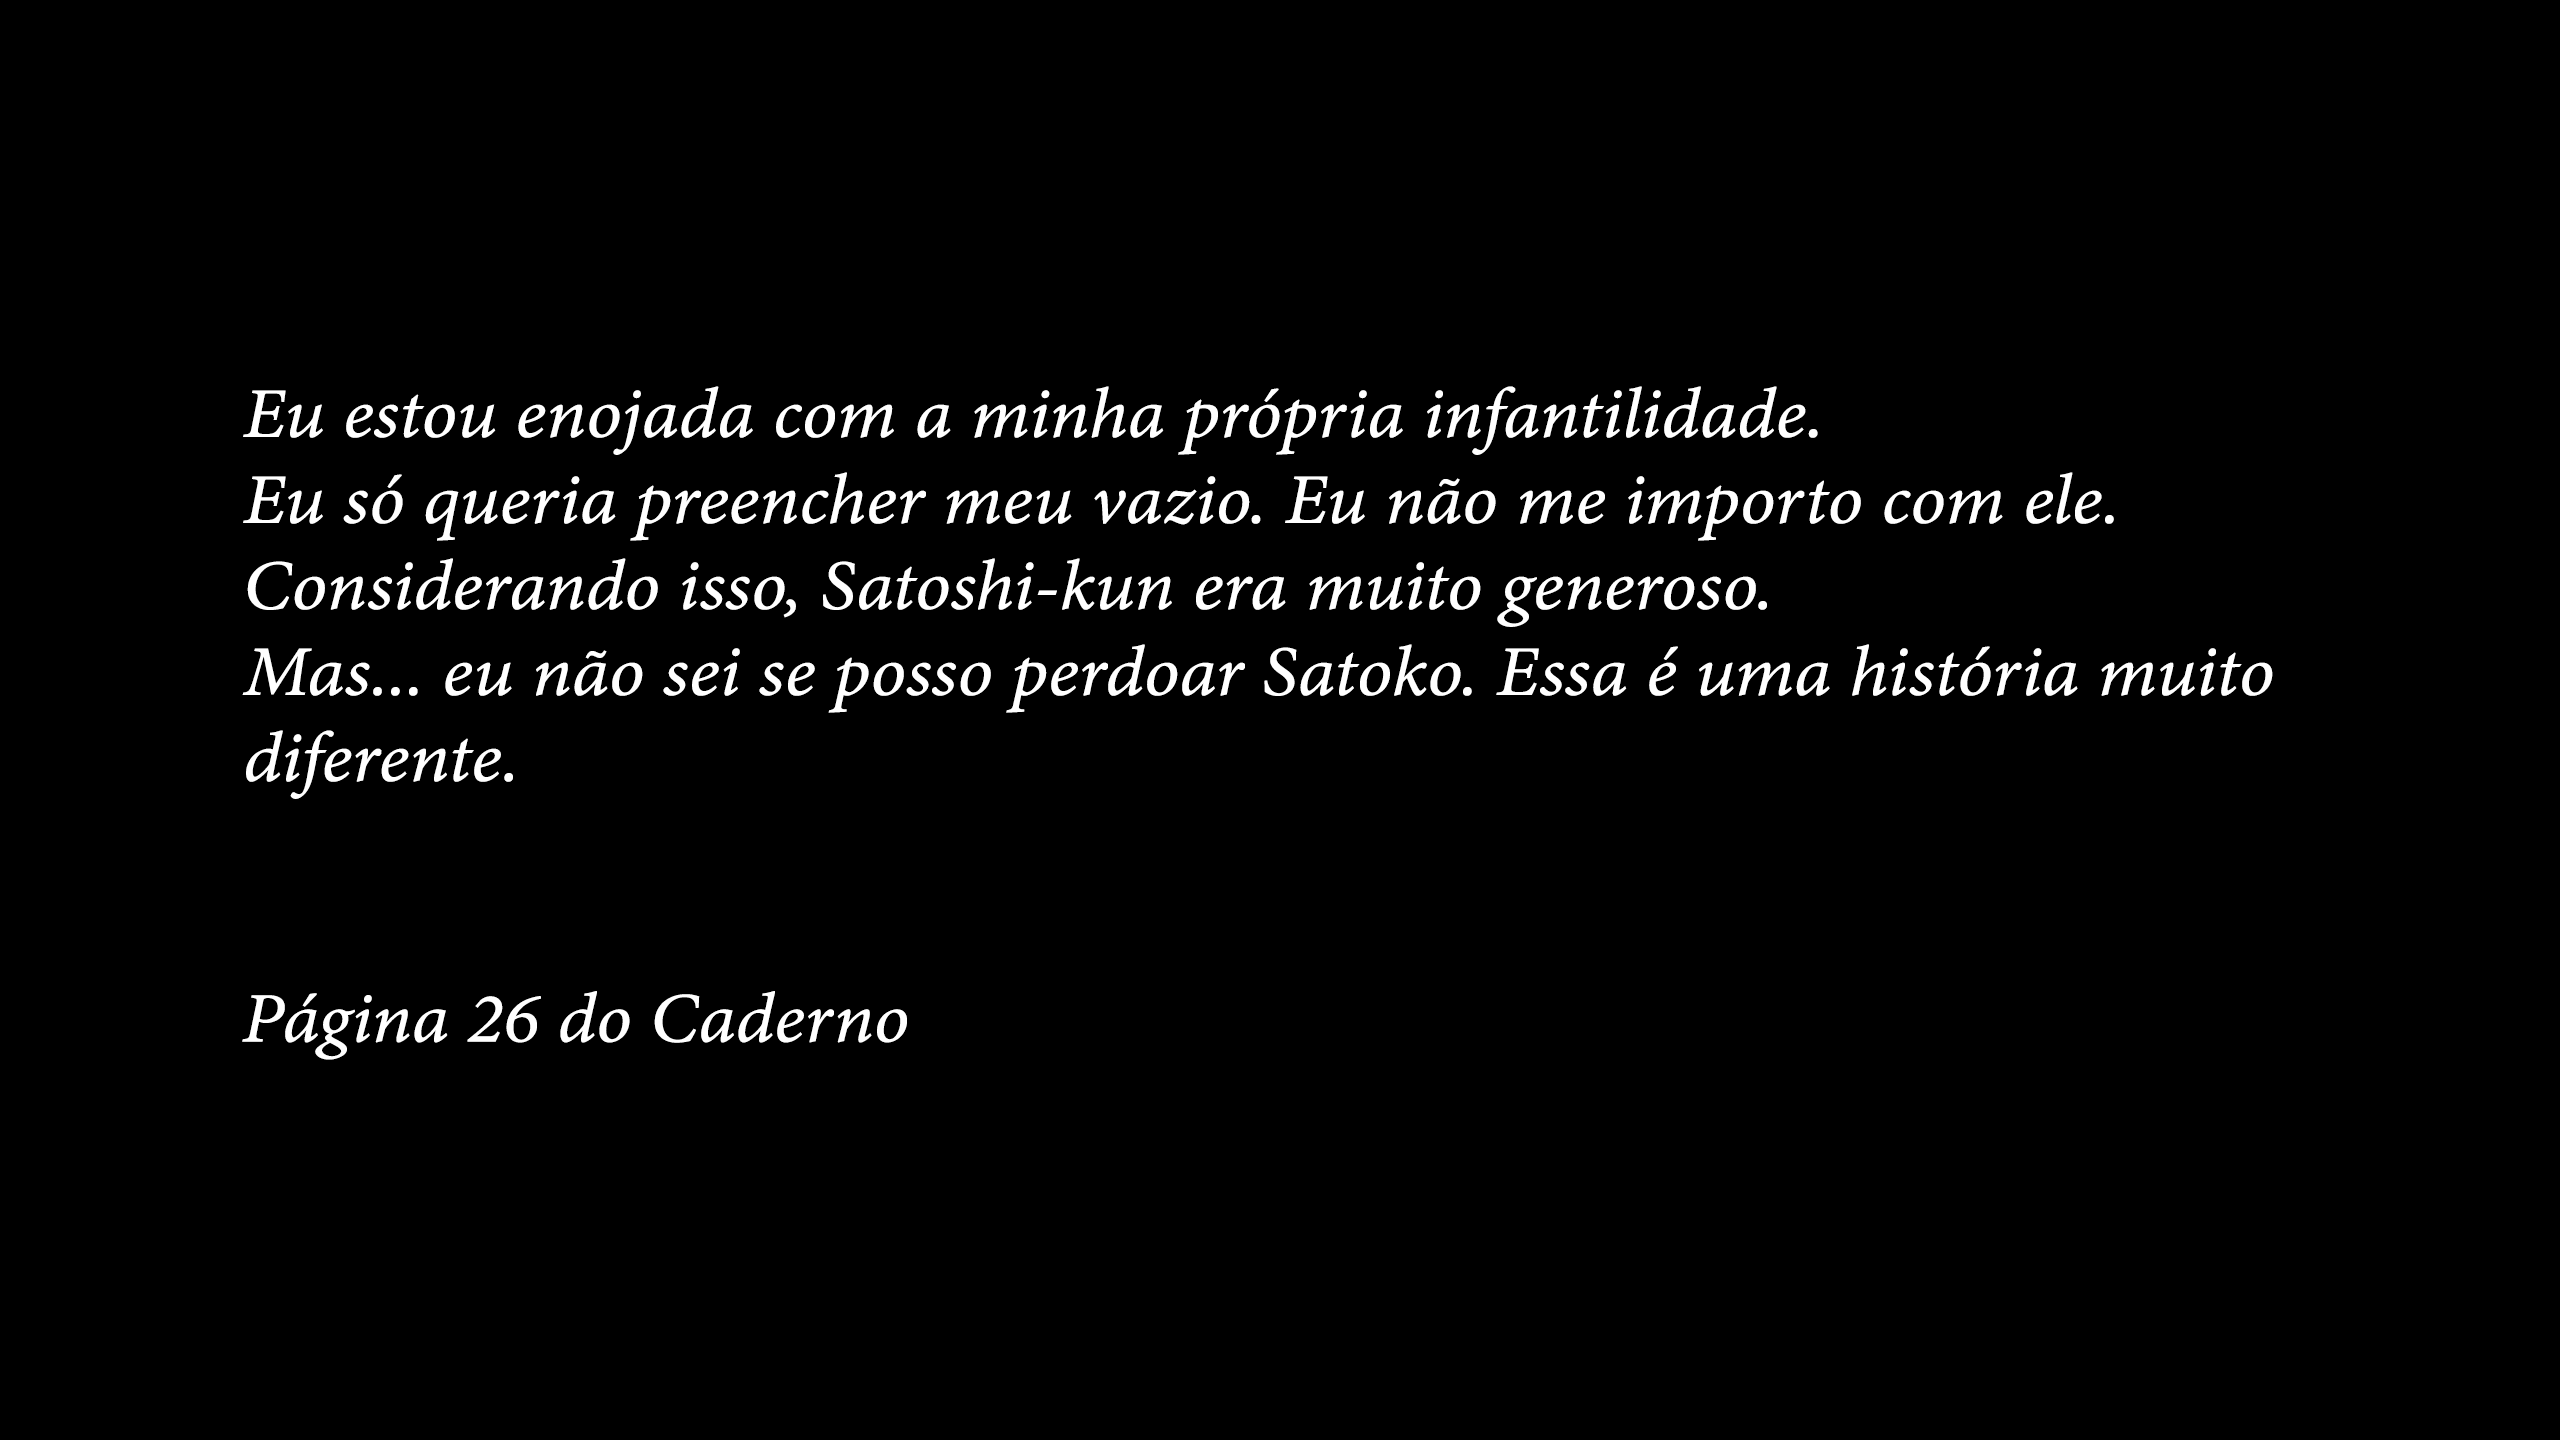 Eu estou enojada com a minha própria infantilidade.
Eu só queria preencher meu vazio. Eu não me importo com ele.
Considerando isso, Satoshi-kun era muito generoso.
Mas... eu não sei se posso perdoar Satoko. Essa é uma história muito
diferente.
Página 26 do Caderno